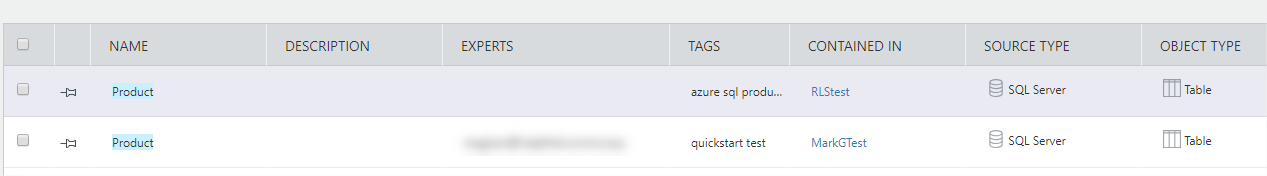 NAME DESCRIPTION EXPERTS TAGS CONTAINED IN SOURCE TYPE OBJECT TYPE
Product azure sql produ... RLStest SQL Server Table
Product quickstart test MarkGTest SQL Server Table